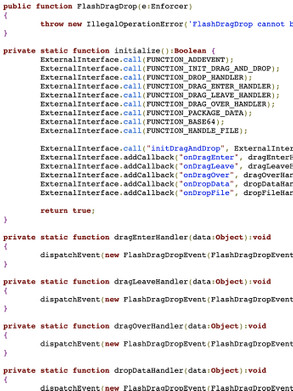 public function FlashDragDrop(e:Enforcer)
{
throw new IllegalOperationError('FlashDragDrop cannot b
}
private static function initialize():Boolean {
ExternalInterface.call(FUNCTION_ADDEVENT);
ExternalInterface.call(FUNCTION_INIT_DRAG_AND_DROP);
ExternalInterface.call(FUNCTION_DROP_HANDLER);
ExternalInterface.call(FUNCTION_DRAG_ENTER_HANDLER);
ExternalInterface.call(FUNCTION_DRAG_LEAVE_HANDLER);
ExternalInterface.call(FUNCTION_DRAG_OVER_HANDLER);
ExternalInterface.call(FUNCTION_PACKAGE_DATA);
ExternalInterface.call(FUNCTION_BASE64);
ExternalInterface.call(FUNCTION_HANDLE_FILE);
ExternalInterface.call("initDragAndDrop", ExternalInter
ExternalInterface.addCallback("onDragEnter", dragEnterH
ExternalInterface.addCallback("onDragLeave", dragLeaveH
ExternalInterface.addCallback("onDragOver", dragOverHan
ExternalInterface.addCallback("onDropData", dropDataHan
ExternalInterface.addCallback("onDropFile", dropFileHan
return true;
}
private static function dragEnterHandler(data:Object):void
{
dispatchEvent(new FlashDragDropEvent(FlashDragDropEvent
}
private static function dragLeaveHandler(data:Object):void
{
dispatchEvent(new FlashDragDropEvent(FlashDragDropEvent
}
private static function dragOverHandler(data:Object):void
{
dispatchEvent(new FlashDragDropEvent(FlashDragDropEvent
}
private static function dropDataHandler(data:Object):void
{
dispatchEvent(new FlashDragDropEvent(FlashDragDropEvent